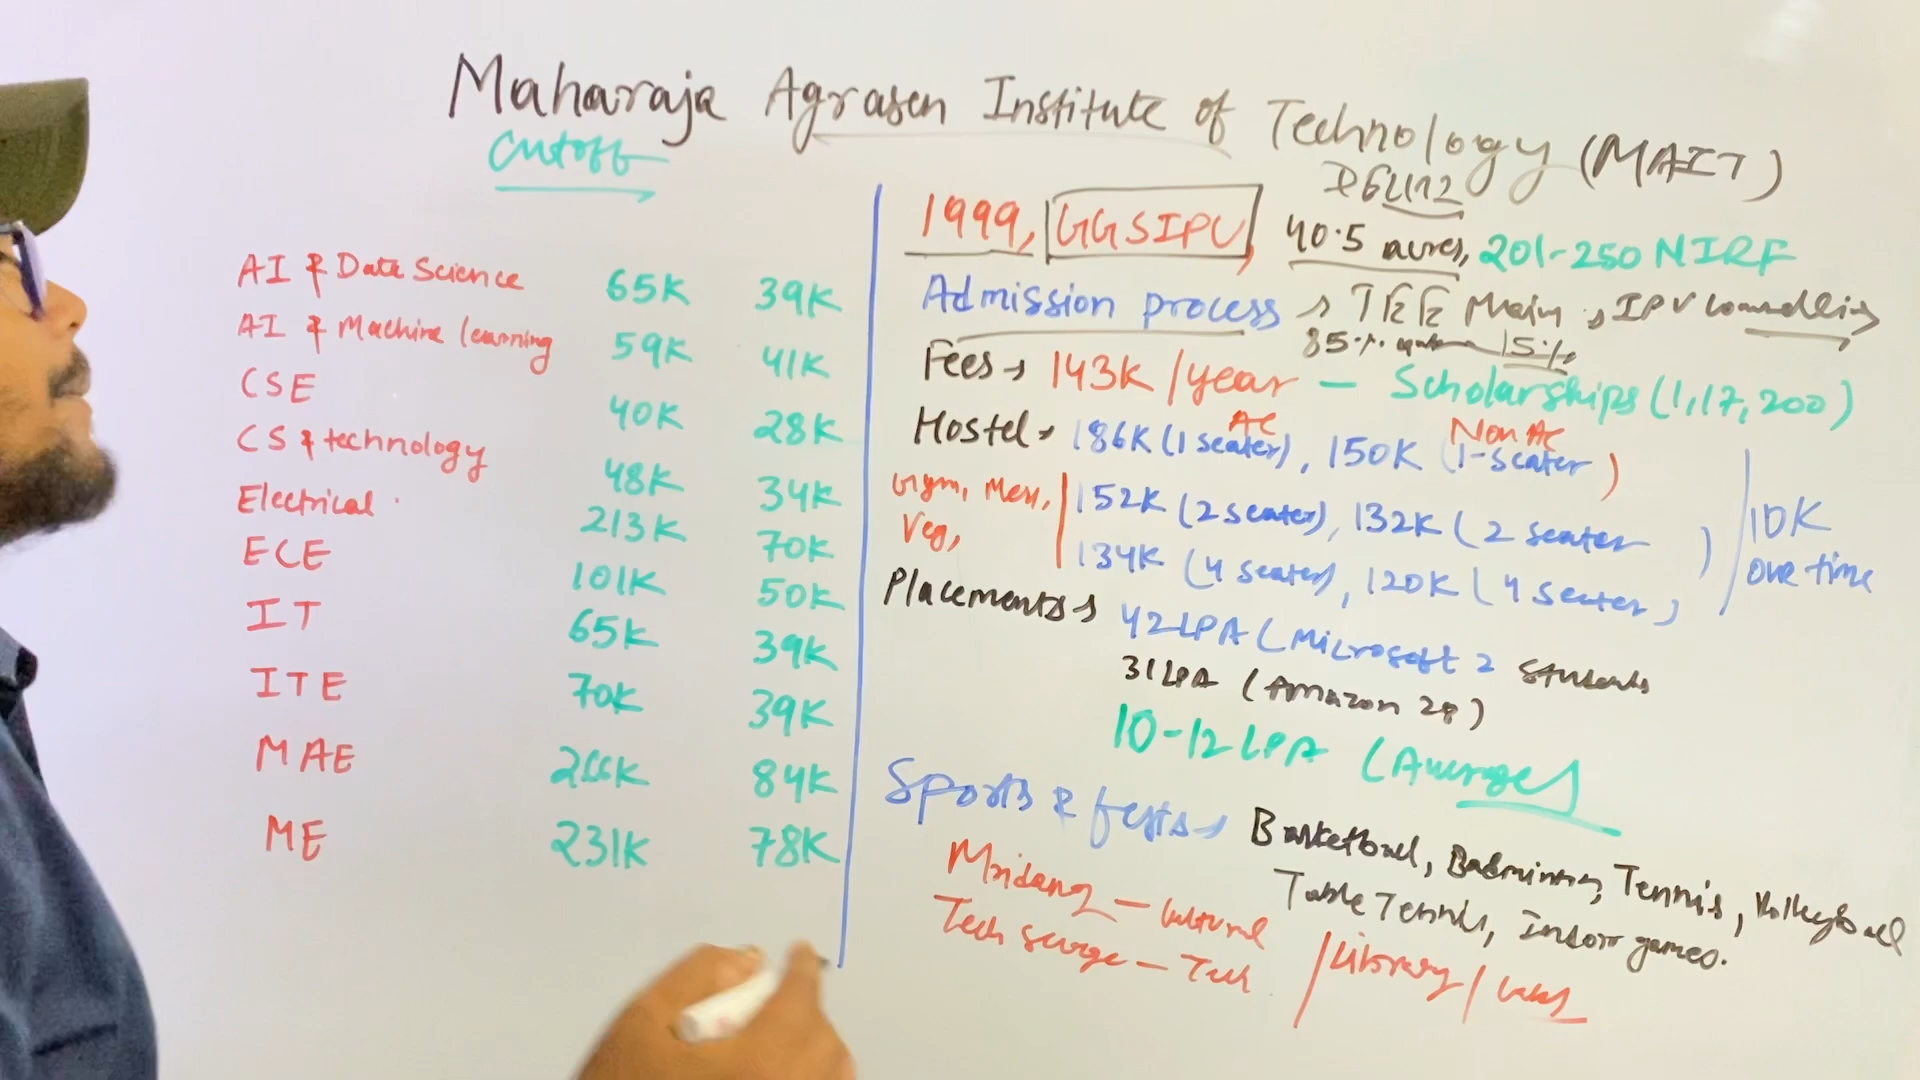 Maharaja Agrasen Institute of Technology (MAIT)
Cutoff
AI & Data Science 65K 39K
AI & Machine learning 59K 41K
CSE 40K 28K
CS & technology 48K 34K
Electrical 213K 70K
ECE 101K 50K
IT 65K 39K
ITE 70K 39K
MAE 266K 84K
ME 231K 78K
1999, GGSIPU, 40.5 acres, 201-250 NIRF
Admission process → JEE Main, IPU counselling
85% 15%
Fees → 143K/year — Scholarships (1,17,200)
AC Non AC
Hostel → 186K (1 seater), 150K (1-seater)
Gym, Mess, 152K (2 seater), 132K (2 seater)
Veg, 134K (4 seater), 120K (4 seater)
10K
one time
Placements → 42 LPA (Microsoft 2 students
31 LPA (Amazon 28)
10-12 LPA (Average)
Sports & fests → Basketball, Badminton, Tennis, Volleyball
Table Tennis, Indoor games.
Mridang — Cultural
Tech surge — Tech
/ Library / Labs